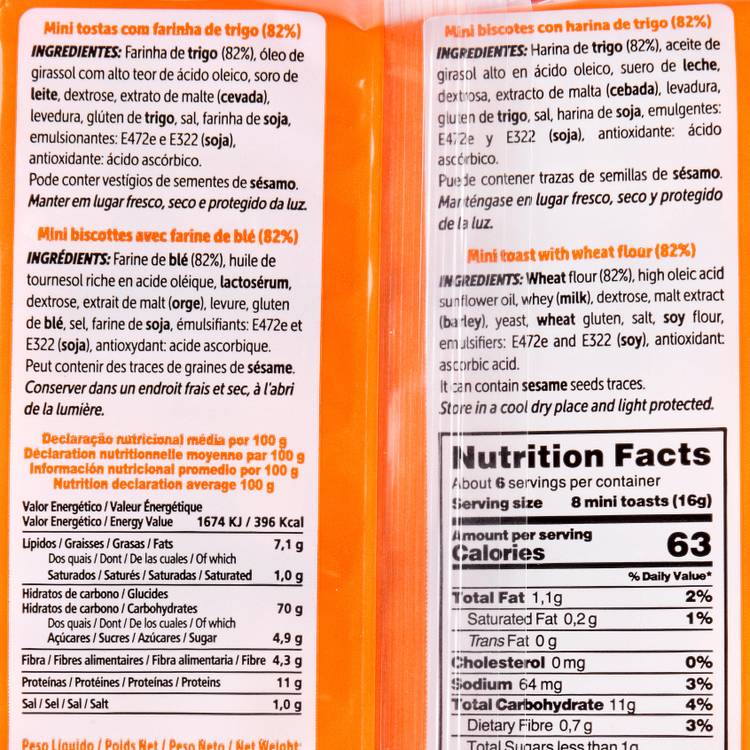 Mini tostas com farinha de trigo (82%)
INGREDIENTES: Farinha de trigo (82%), óleo de
girassol com alto teor de ácido oleico, soro de
leite, dextrose, extrato de malte (cevada),
levedura, glúten de trigo, sal, farinha de soja,
emulsionantes: E472e e E322 (soja),
antioxidante: ácido ascórbico.
Pode conter vestígios de sementes de sésamo.
Manter em lugar fresco, seco e protegido da luz.
Mini biscottes avec farine de blé (82%)
INGRÉDIENTS: Farine de blé (82%), huile de
tournesol riche en acide oléique, lactosérum,
dextrose, extrait de malt (orge), levure, gluten
de blé, sel, farine de soja, émulsifiants: E472e et
E322 (soja), antioxydant: acide ascorbique.
Peut contenir des traces de graines de sésame.
Conserver dans un endroit frais et sec, à l'abri
de la lumière.
Declaração nutricional média por 100 g
Déclaration nutritionnelle moyenne par 100 g
Información nutricional promedio por 100 g
Nutrition declaration average 100 g
Valor Energético / Valeur Énergétique
Valor Energético / Energy Value 1674 KJ / 396 Kcal
Lípidos / Graisses / Grasas / Fats 7,1 g
Dos quais / Dont / De las cuales / Of which
Saturados / Saturés / Saturadas / Saturated 1,0 g
Hidratos de carbono / Glucides
Hidratos de carbono / Carbohydrates 70 g
Dos quais / Dont / De los cuales / Of which
Açúcares / Sucres / Azúcares / Sugar 4,9 g
Fibra / Fibres alimentaires / Fibra alimentaria / Fibre 4,3 g
Proteínas / Protéines / Proteínas / Proteins 11 g
Sal / Sel / Sal / Salt 1,0 g
Peso Líquido / Poids Net / Peso Neto / Net Weight:
Mini biscotes con harina de trigo (82%)
INGREDIENTES: Harina de trigo (82%), aceite de
girasol alto en ácido oleico, suero de leche,
dextrosa, extracto de malta (cebada), levadura,
gluten de trigo, sal, harina de soja, emulgentes:
E472e y E322 (soja), antioxidante: ácido
ascórbico.
Puede contener trazas de semillas de sésamo.
Manténgase en lugar fresco, seco y protegido
de la luz.
Mini toast with wheat flour (82%)
INGREDIENTS: Wheat flour (82%), high oleic acid
sunflower oil, whey (milk), dextrose, malt extract
(barley), yeast, wheat gluten, salt, soy flour,
emulsifiers: E472e and E322 (soy), antioxidant:
ascorbic acid.
It can contain sesame seeds traces.
Store in a cool dry place and light protected.
Nutrition Facts
About 6 servings per container
Serving size 8 mini toasts (16g)
Amount per serving
Calories 63
% Daily Value*
Total Fat 1,1g 2%
Saturated Fat 0,2 g 1%
Trans Fat 0 g
Cholesterol 0 mg 0%
Sodium 64 mg 3%
Total Carbohydrate 11g 4%
Dietary Fibre 0,7 g 3%
Total Sugars less than 1g